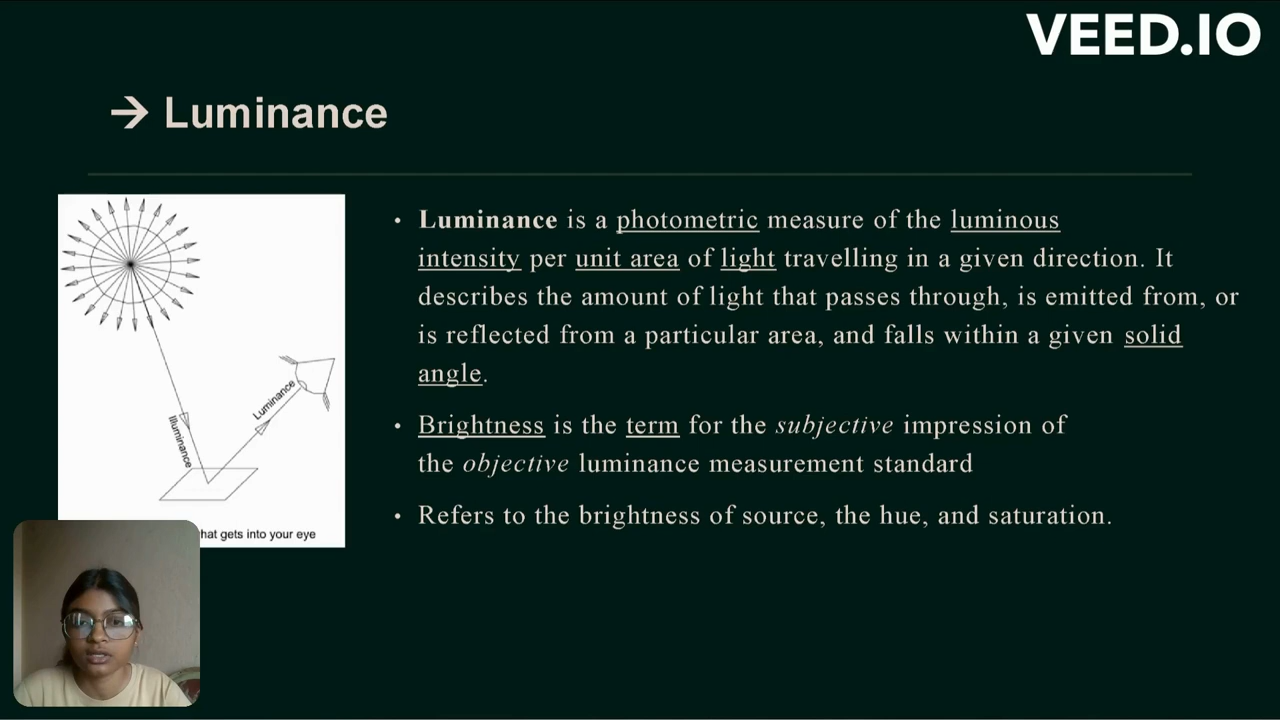 VEED.IO
→ Luminance
• Luminance is a photometric measure of the luminous
intensity per unit area of light travelling in a given direction. It
describes the amount of light that passes through, is emitted from, or
is reflected from a particular area, and falls within a given solid
angle.
• Brightness is the term for the subjective impression of
the objective luminance measurement standard
• Refers to the brightness of source, the hue, and saturation.
Illuminance
Luminance
gets into your eye